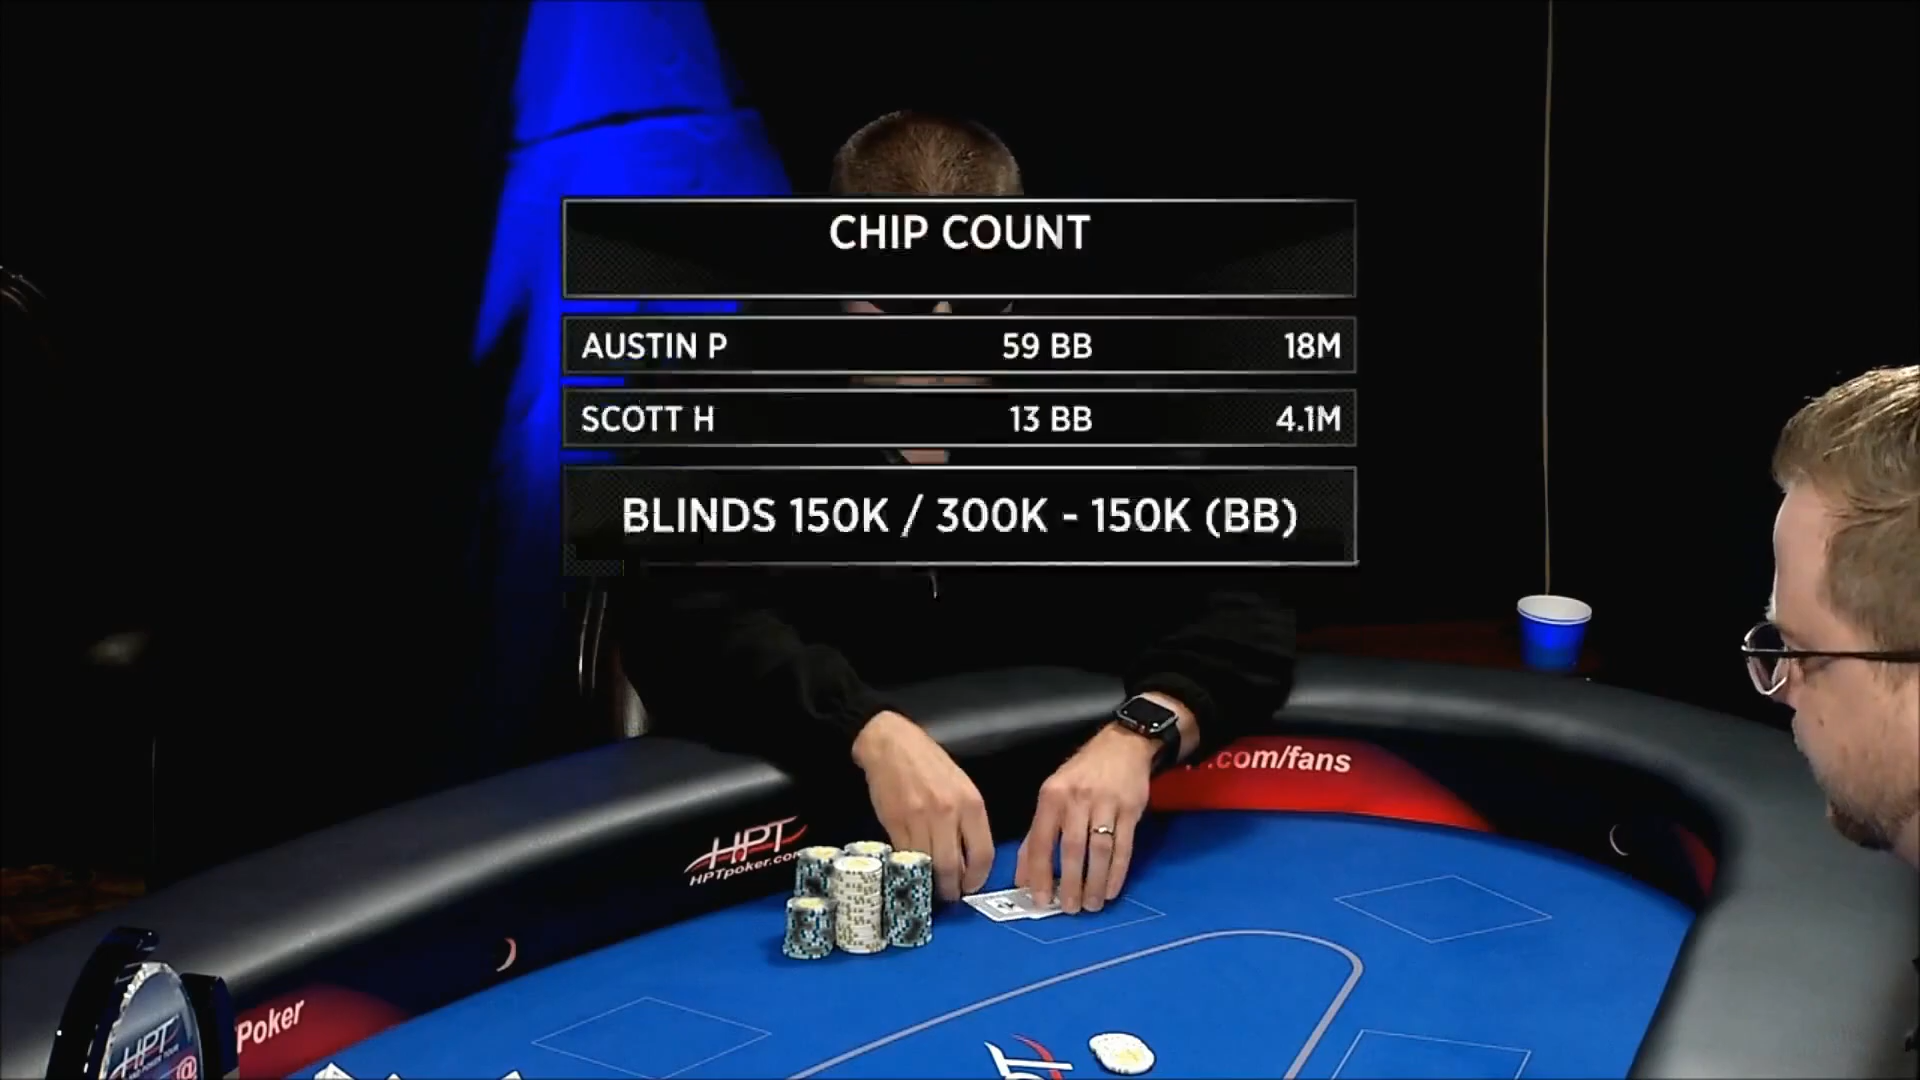 CHIP COUNT
AUSTIN P 59 BB 18M
SCOTT H 13 BB 4.1M
BLINDS 150K / 300K - 150K (BB)
.com/fans
HPT
HPTpoker.com
Poker
HPT
@